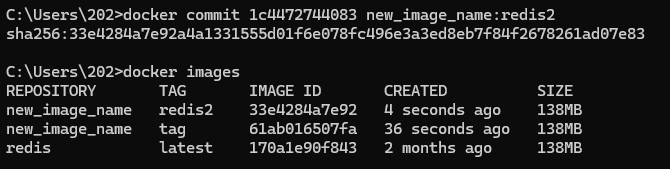 C:\Users\202>docker commit 1c4472744083 new_image_name:redis2
sha256:33e4284a7e92a4a1331555d01f6e078fc496e3a3ed8eb7f84f2678261ad07e83
C:\Users\202>docker images
REPOSITORY TAG IMAGE ID CREATED SIZE
new_image_name redis2 33e4284a7e92 4 seconds ago 138MB
new_image_name tag 61ab016507fa 36 seconds ago 138MB
redis latest 170a1e90f843 2 months ago 138MB